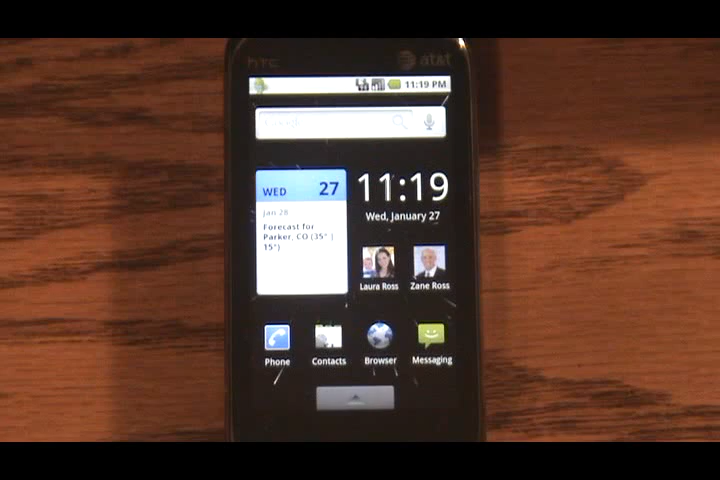 htc at&t
11:19 PM
WED 27
Jan 28
Forecast for
Parker, CO (35° |
15°)
11:19
Wed, January 27
Laura Ross Zane Ross
Phone Contacts Browser Messaging